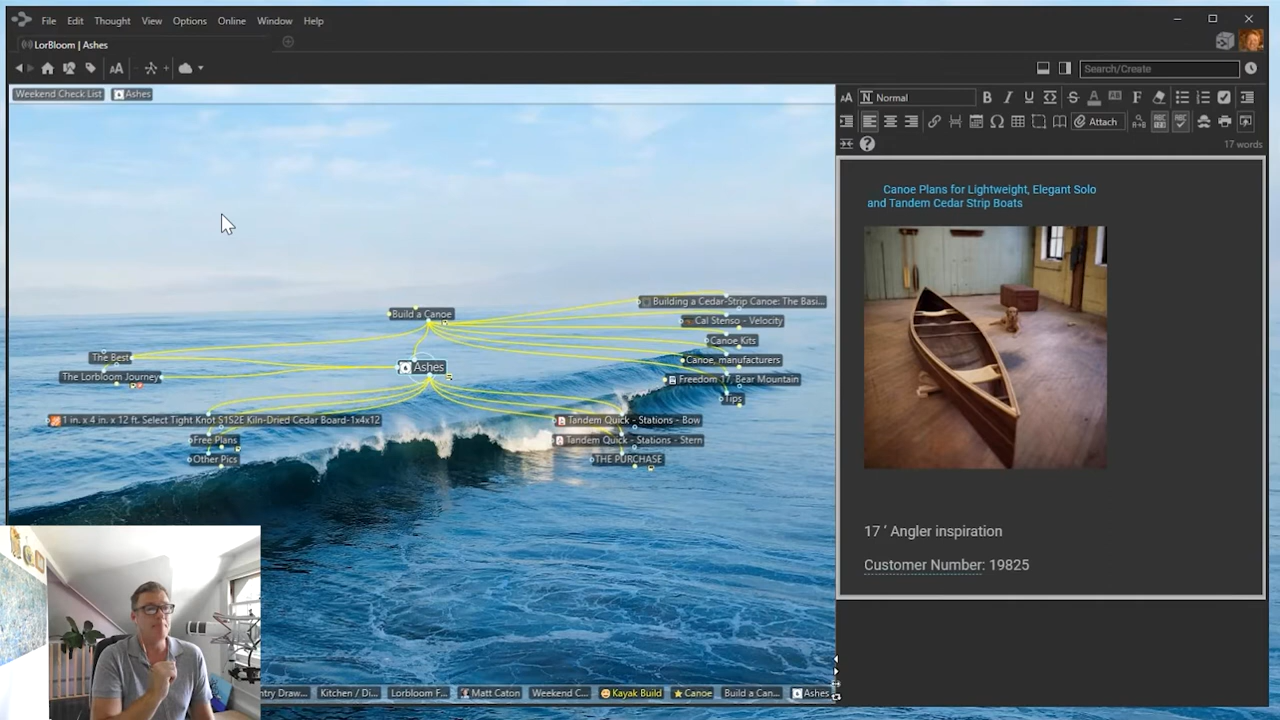 File Edit Thought View Options Online Window Help
LorBloom | Ashes
Search/Create
Weekend Check List Ashes
Normal
Attach
17 words
Canoe Plans for Lightweight, Elegant Solo
and Tandem Cedar Strip Boats
Build a Canoe
Building a Cedar-Strip Canoe: The Basi...
Cal Stenso - Velocity
Canoe Kits
The Best
Canoe, manufacturers
Ashes
The Lorbloom Journey
Freedom 17, Bear Mountain
Tips
1 in. x 4 in. x 12 ft. Select Tight Knot S1S2E Kiln-Dried Cedar Board-1x4x12
Tandem Quick - Stations - Bow
Free Plans
Tandem Quick - Stations - Stern
Other Pics
THE PURCHASE
17 ‘ Angler inspiration
Customer Number: 19825
ntry Draw... Kitchen / Di... Lorbloom F... Matt Caton Weekend C... Kayak Build Canoe Build a Can... Ashes